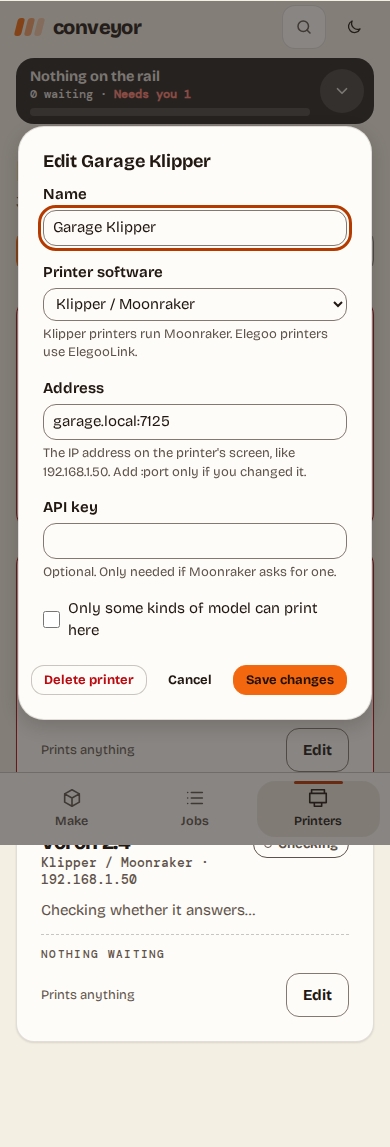 conveyor
Nothing on the rail
0 waiting · Needs you 1
Edit Garage Klipper
Name
Garage Klipper
Printer software
Klipper / Moonraker
Klipper printers run Moonraker. Elegoo printers
use ElegooLink.
Address
garage.local:7125
The IP address on the printer's screen, like
192.168.1.50. Add :port only if you changed it.
API key
Optional. Only needed if Moonraker asks for one.
Only some kinds of model can print
here
Delete printer
Cancel
Save changes
Prints anything
Edit
Make
Jobs
Printers
Voron 2.4
Checking
Klipper / Moonraker ·
192.168.1.50
Checking whether it answers...
NOTHING WAITING
Prints anything
Edit